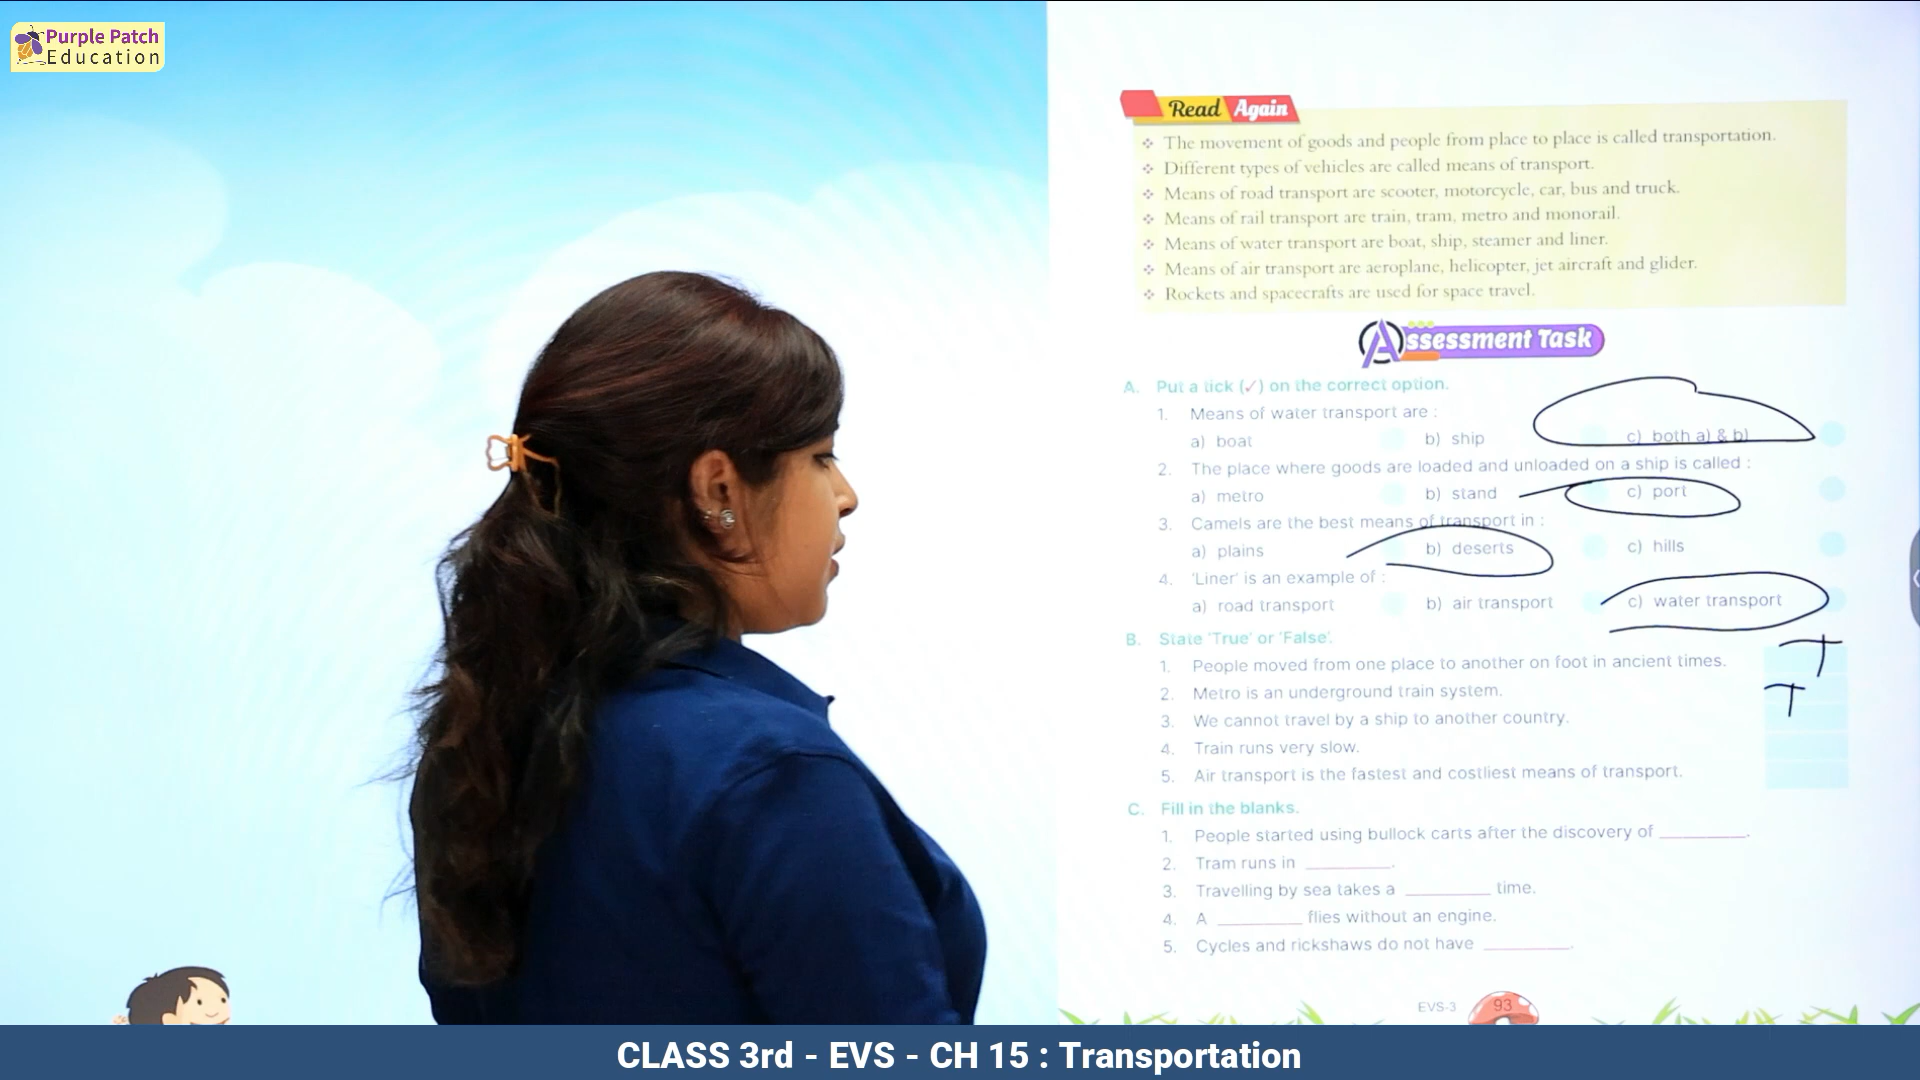 Purple Patch
Education
Read Again
❖ The movement of goods and people from place to place is called transportation.
❖ Different types of vehicles are called means of transport.
❖ Means of road transport are scooter, motorcycle, car, bus and truck.
❖ Means of rail transport are train, tram, metro and monorail.
❖ Means of water transport are boat, ship, steamer and liner.
❖ Means of air transport are aeroplane, helicopter, jet aircraft and glider.
❖ Rockets and spacecrafts are used for space travel.
Assessment Task
A. Put a tick (✓) on the correct option.
1. Means of water transport are :
a) boat b) ship c) both a) & b)
2. The place where goods are loaded and unloaded on a ship is called :
a) metro b) stand c) port
3. Camels are the best means of transport in :
a) plains b) deserts c) hills
4. 'Liner' is an example of :
a) road transport b) air transport c) water transport
B. State 'True' or 'False'.
1. People moved from one place to another on foot in ancient times. T
2. Metro is an underground train system. T
3. We cannot travel by a ship to another country.
4. Train runs very slow.
5. Air transport is the fastest and costliest means of transport.
C. Fill in the blanks.
1. People started using bullock carts after the discovery of __________.
2. Tram runs in __________.
3. Travelling by sea takes a __________ time.
4. A __________ flies without an engine.
5. Cycles and rickshaws do not have __________.
EVS-3 93
CLASS 3rd - EVS - CH 15 : Transportation